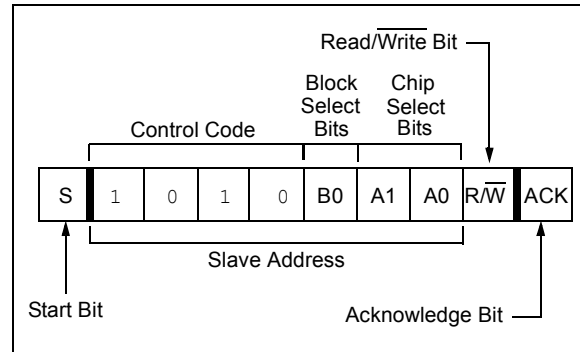 Read/Write Bit
Block Select Bits
Chip Select Bits
Control Code
S 1 0 1 0 B0 A1 A0 R/W ACK
Slave Address
Start Bit
Acknowledge Bit